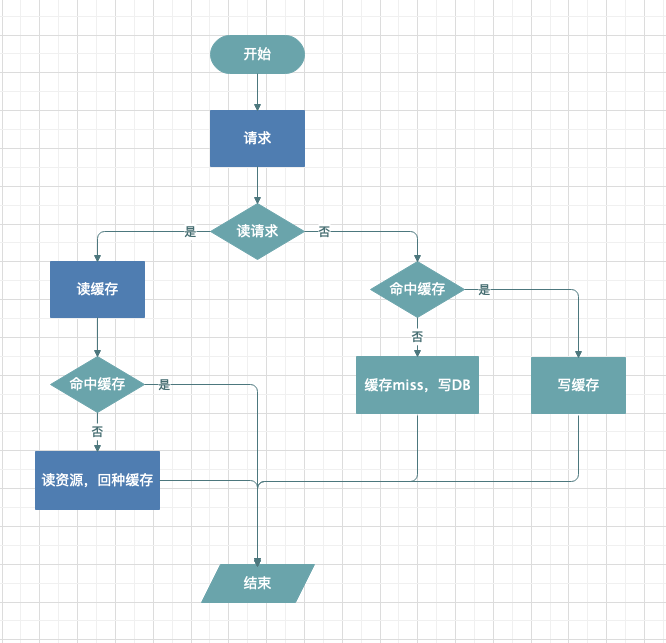 开始
请求
读请求
是
否
读缓存
命中缓存
是
否
命中缓存
是
否
缓存miss，写DB
写缓存
读资源，回种缓存
结束